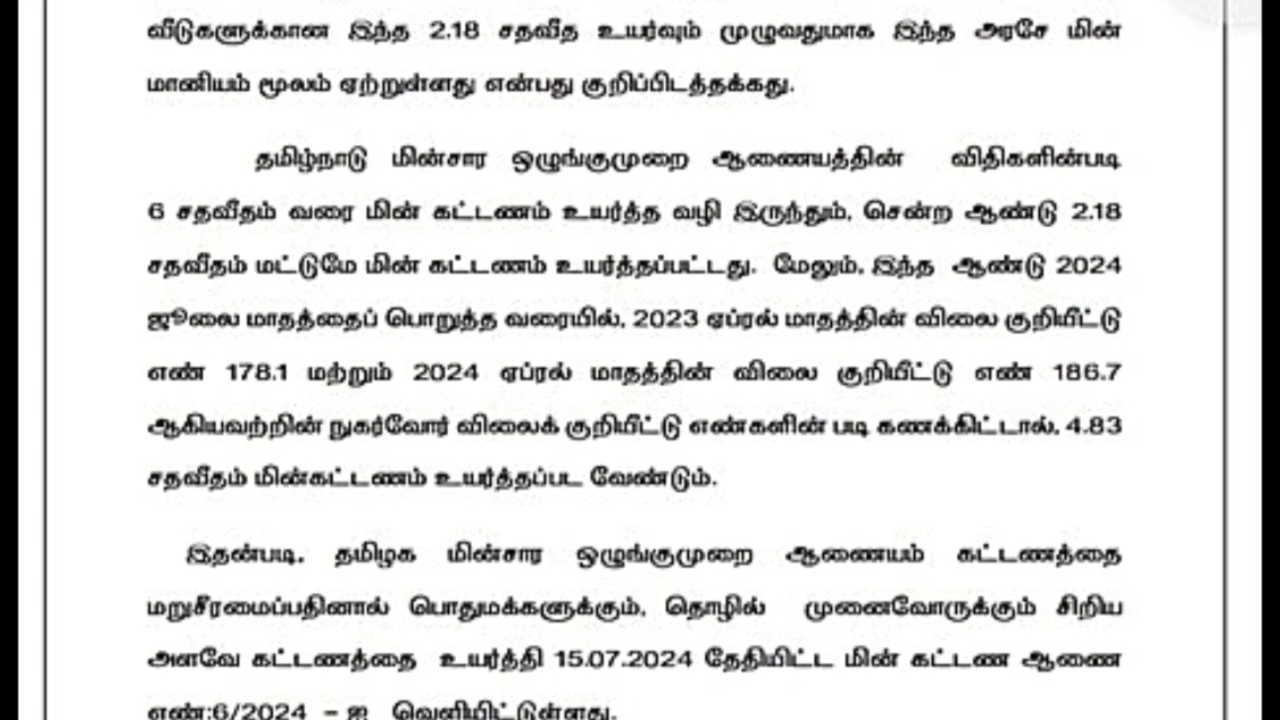 வீடுகளுக்கான இந்த 2.18 சதவீத உயர்வும் முழுவதுமாக இந்த அரசே மின்
மானியம் மூலம் ஏற்றுள்ளது என்பது குறிப்பிடத்தக்கது.
தமிழ்நாடு மின்சார ஒழுங்குமுறை ஆணையத்தின் விதிகளின்படி
6 சதவீதம் வரை மின் கட்டணம் உயர்த்த வழி இருந்தும், சென்ற ஆண்டு 2.18
சதவீதம் மட்டுமே மின் கட்டணம் உயர்த்தப்பட்டது. மேலும், இந்த ஆண்டு 2024
ஜூலை மாதத்தைப் பொறுத்த வரையில், 2023 ஏப்ரல் மாதத்தின் விலை குறியீட்டு
எண் 178.1 மற்றும் 2024 ஏப்ரல் மாதத்தின் விலை குறியீட்டு எண் 186.7
ஆகியவற்றின் நுகர்வோர் விலைக் குறியீட்டு எண்களின் படி கணக்கிட்டால், 4.83
சதவீதம் மின்கட்டணம் உயர்த்தப்பட வேண்டும்.
இதன்படி, தமிழக மின்சார ஒழுங்குமுறை ஆணையம் கட்டணத்தை
மறுசீரமைப்பதினால் பொதுமக்களுக்கும், தொழில் முனைவோருக்கும் சிறிய
அளவே கட்டணத்தை உயர்த்தி 15.07.2024 தேதியிட்ட மின் கட்டண ஆணை
எண்:6/2024 – ஐ வெளியிட்டுள்ளது.